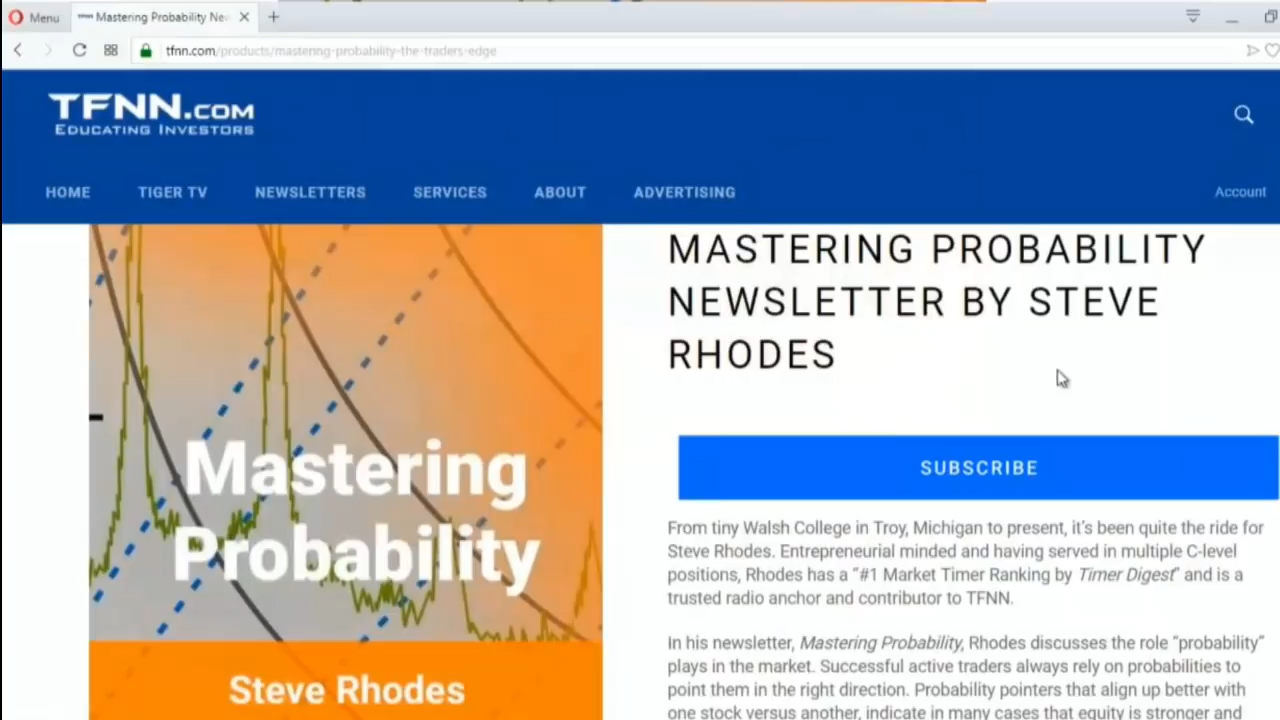 Menu
Mastering Probability Ne
tfnn.com/products/mastering-probability-the-traders-edge
TFNN.COM
EDUCATING INVESTORS
HOME TIGER TV NEWSLETTERS SERVICES ABOUT ADVERTISING Account
MASTERING PROBABILITY
NEWSLETTER BY STEVE
RHODES
SUBSCRIBE
Mastering
Probability
Steve Rhodes
From tiny Walsh College in Troy, Michigan to present, it's been quite the ride for
Steve Rhodes. Entrepreneurial minded and having served in multiple C-level
positions, Rhodes has a “#1 Market Timer Ranking by Timer Digest” and is a
trusted radio anchor and contributor to TFNN.
In his newsletter, Mastering Probability, Rhodes discusses the role “probability”
plays in the market. Successful active traders always rely on probabilities to
point them in the right direction. Probability pointers that align up better with
one stock versus another, indicate in many cases that equity is stronger and